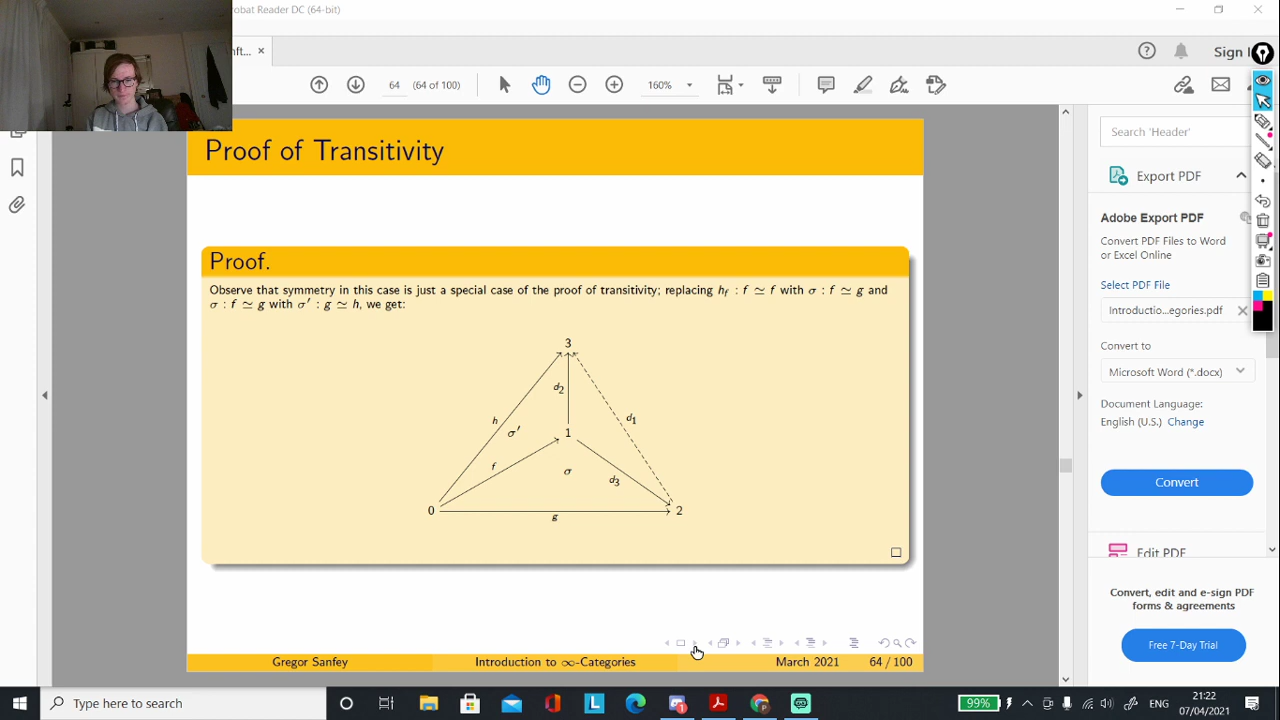 obat Reader DC (64-bit)
nft...
64 (64 of 100)
160%
Sign I
Proof of Transitivity
Proof.
Observe that symmetry in this case is just a special case of the proof of transitivity; replacing h_f : f ≃ f with σ : f ≃ g and
σ : f ≃ g with σ′ : g ≃ h, we get:
3
d₂
h
d₁
σ′
1
f
σ
d₃
0
2
g
Gregor Sanfey Introduction to ∞-Categories March 2021 64 / 100
Search 'Header'
Export PDF
Adobe Export PDF
Convert PDF Files to Word
or Excel Online
Select PDF File
Introductio...egories.pdf
Convert to
Microsoft Word (*.docx)
Document Language:
English (U.S.) Change
Convert
Edit PDF
Convert, edit and e-sign PDF
forms & agreements
Free 7-Day Trial
Type here to search
L
99%
21:22
07/04/2021